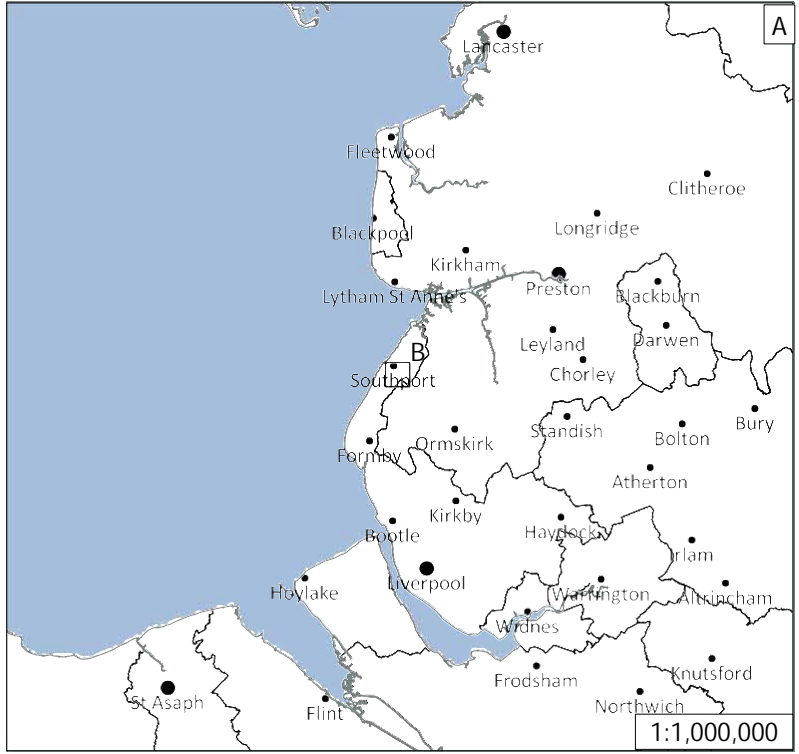 A
Lancaster
Fleetwood
Clitheroe
Blackpool
Longridge
Kirkham
Preston
Lytham St Anne's
Blackburn
Darwen
Leyland
B
Chorley
Southport
Bury
Standish
Bolton
Ormskirk
Formby
Atherton
Kirkby
Haydock
Bootle
Irlam
Liverpool
Hoylake
Warrington
Altrincham
Widnes
Knutsford
Frodsham
St Asaph
Northwich
Flint
1:1,000,000